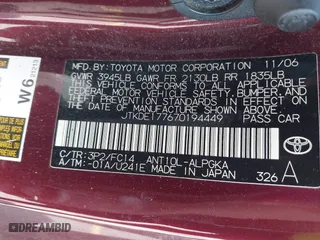 MFD. BY: TOYOTA MOTOR CORPORATION 11/06
GVWR 3945LB GAWR FR 2130LB RR 1835LB
THIS VEHICLE CONFORMS TO ALL APPLICABLE
FEDERAL MOTOR VEHICLE SAFETY, BUMPER, AND
THEFT PREVENTION STANDARDS IN EFFECT ON
THE DATE OF MANUFACTURE SHOWN ABOVE.
JTKDE177670194449 PASS CAR
C/TR: 3P2/FC14 ANT10L-ALPGKA
A/TM: -01A/U241E MADE IN JAPAN 326 A
TOYOTA
W6